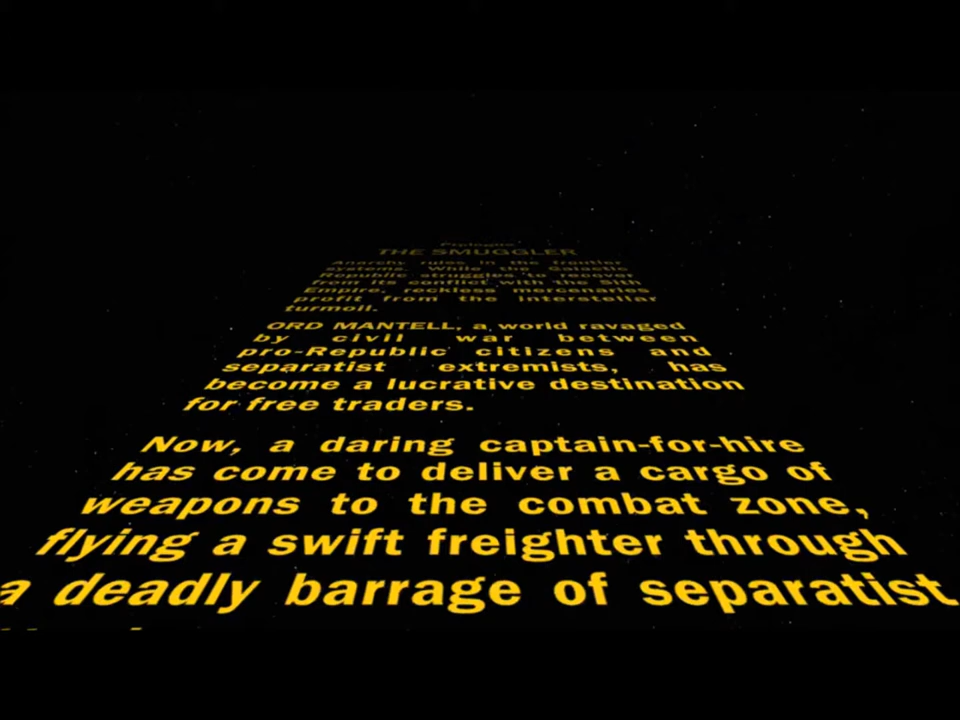 Prologue
THE SMUGGLER
Anarchy rules in the frontier
systems. While the Galactic
Republic struggles to recover
from its conflict with the Sith
Empire, reckless mercenaries
profit from the interstellar
turmoil.
ORD MANTELL, a world ravaged
by civil war between
pro-Republic citizens and
separatist extremists, has
become a lucrative destination
for free traders.
Now, a daring captain-for-hire
has come to deliver a cargo of
weapons to the combat zone,
flying a swift freighter through
a deadly barrage of separatist